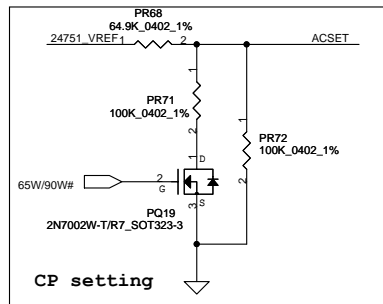 PR68
64.9K_0402_1%
24751_VREF 1 2 ACSET
1
PR71
100K_0402_1%
2
1
PR72
100K_0402_1%
2
1 D
65W/90W# 2 G
PQ19
2N7002W-T/R7_SOT323-3
3 S
CP setting